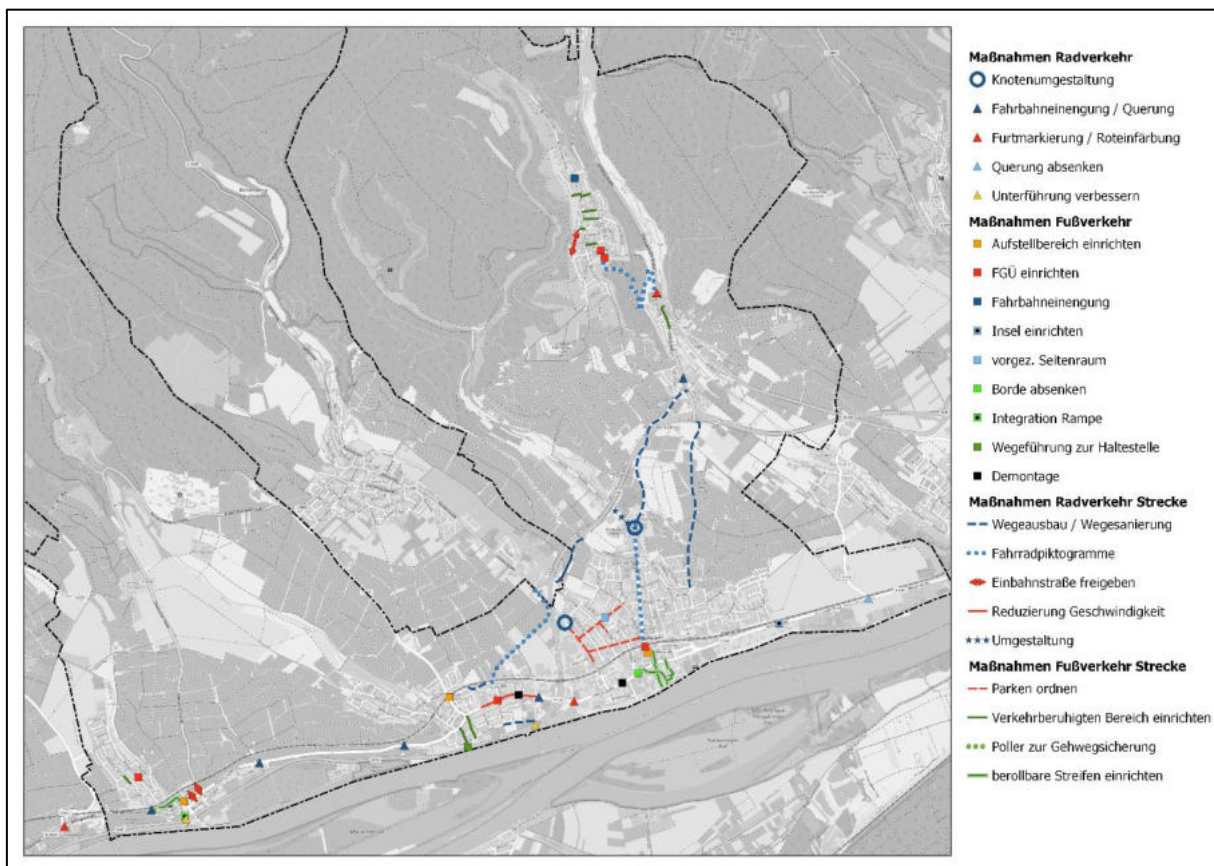 Maßnahmen Radverkehr
Knotenumgestaltung
Fahrbahneinengung / Querung
Furtmarkierung / Roteinfärbung
Querung absenken
Unterführung verbessern
Maßnahmen Fußverkehr
Aufstellbereich einrichten
FGÜ einrichten
Fahrbahneinengung
Insel einrichten
vorgez. Seitenraum
Borde absenken
Integration Rampe
Wegeführung zur Haltestelle
Demontage
Maßnahmen Radverkehr Strecke
Wegeausbau / Wegesanierung
Fahrradpiktogramme
Einbahnstraße freigeben
Reduzierung Geschwindigkeit
Umgestaltung
Maßnahmen Fußverkehr Strecke
Parken ordnen
Verkehrberuhigten Bereich einrichten
Poller zur Gehwegsicherung
berollbare Streifen einrichten